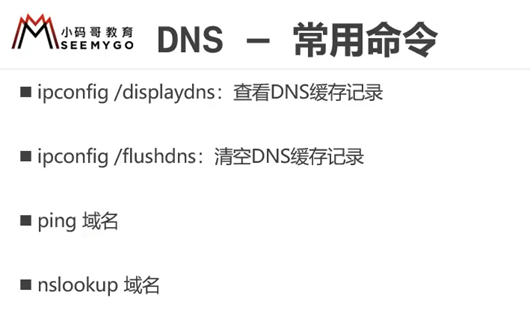 小码哥教育
SEEMYGO
DNS － 常用命令
■ ipconfig /displaydns：查看DNS缓存记录
■ ipconfig /flushdns：清空DNS缓存记录
■ ping 域名
■ nslookup 域名